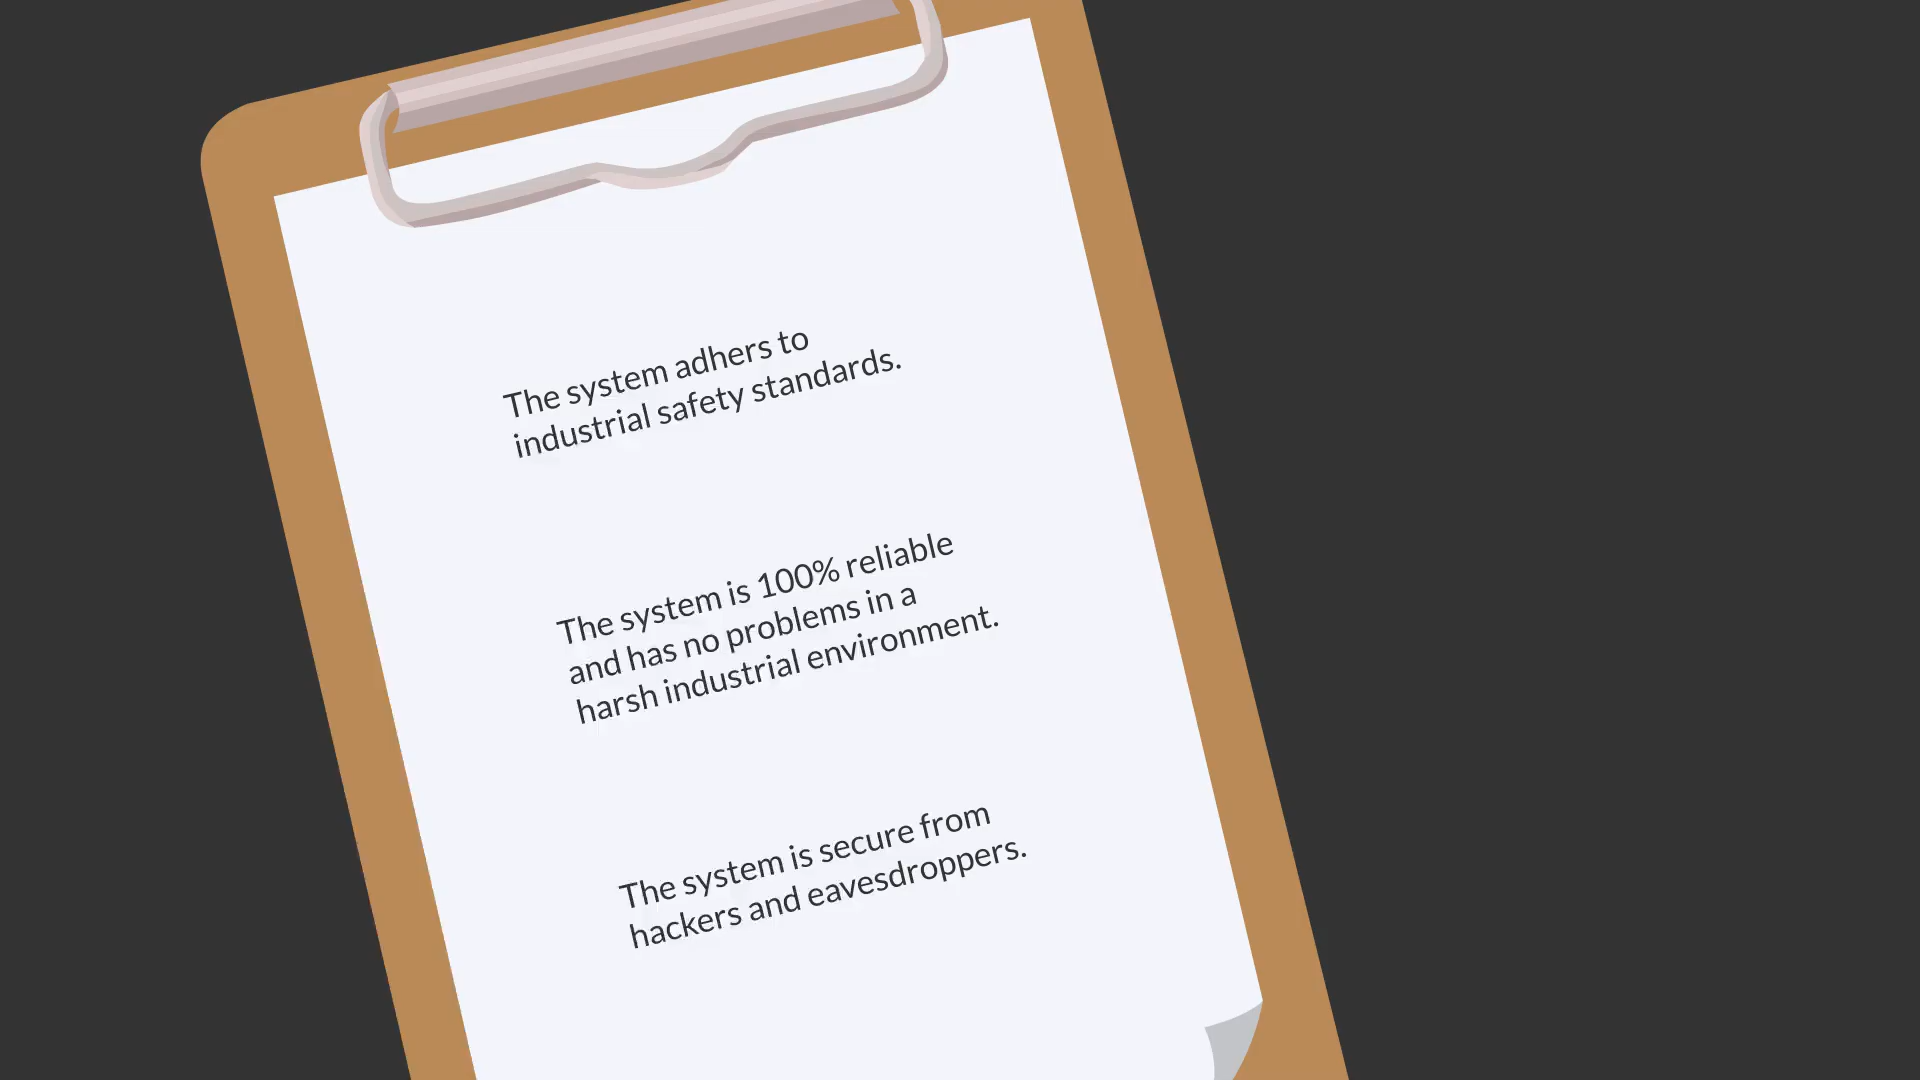 The system adhers to
industrial safety standards.
The system is 100% reliable
and has no problems in a
harsh industrial environment.
The system is secure from
hackers and eavesdroppers.